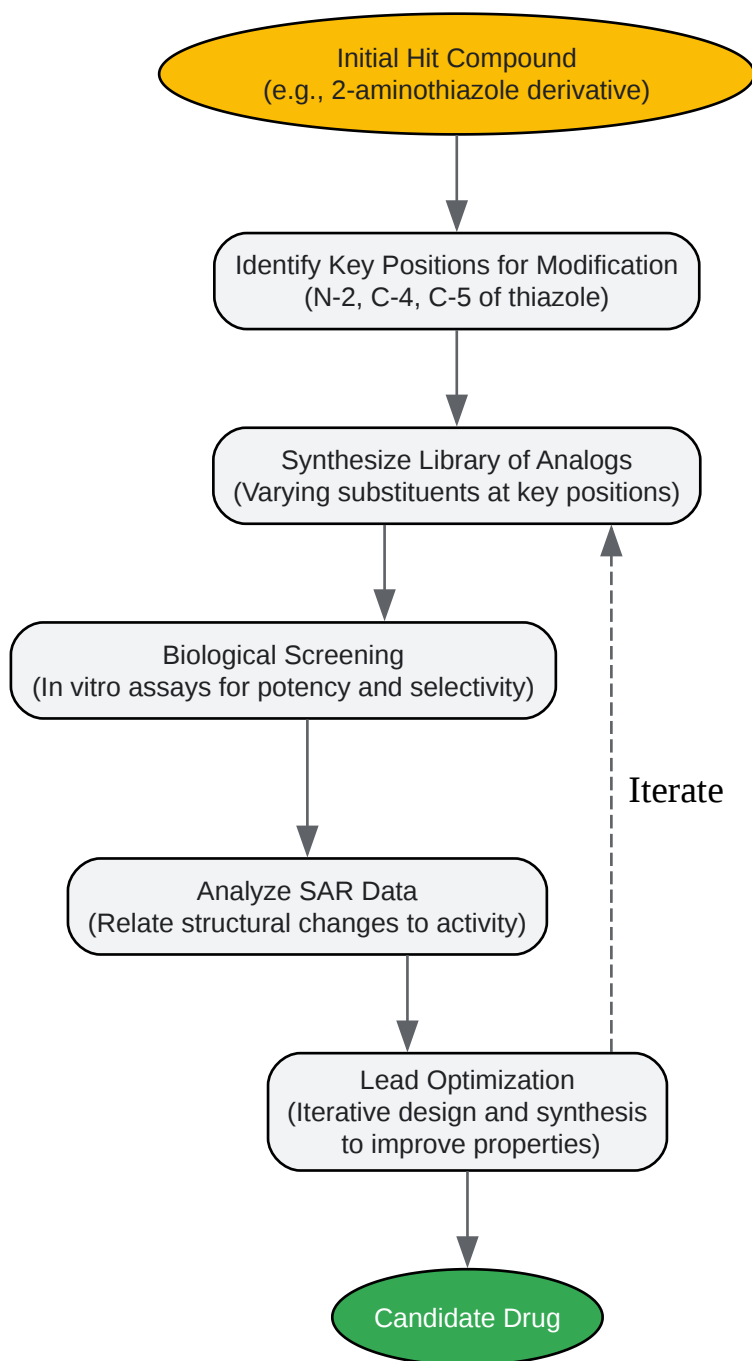 Initial Hit Compound
(e.g., 2-aminothiazole derivative)
Identify Key Positions for Modification
(N-2, C-4, C-5 of thiazole)
Synthesize Library of Analogs
(Varying substituents at key positions)
Biological Screening
(In vitro assays for potency and selectivity)
Iterate
Analyze SAR Data
(Relate structural changes to activity)
Lead Optimization
(Iterative design and synthesis
to improve properties)
Candidate Drug